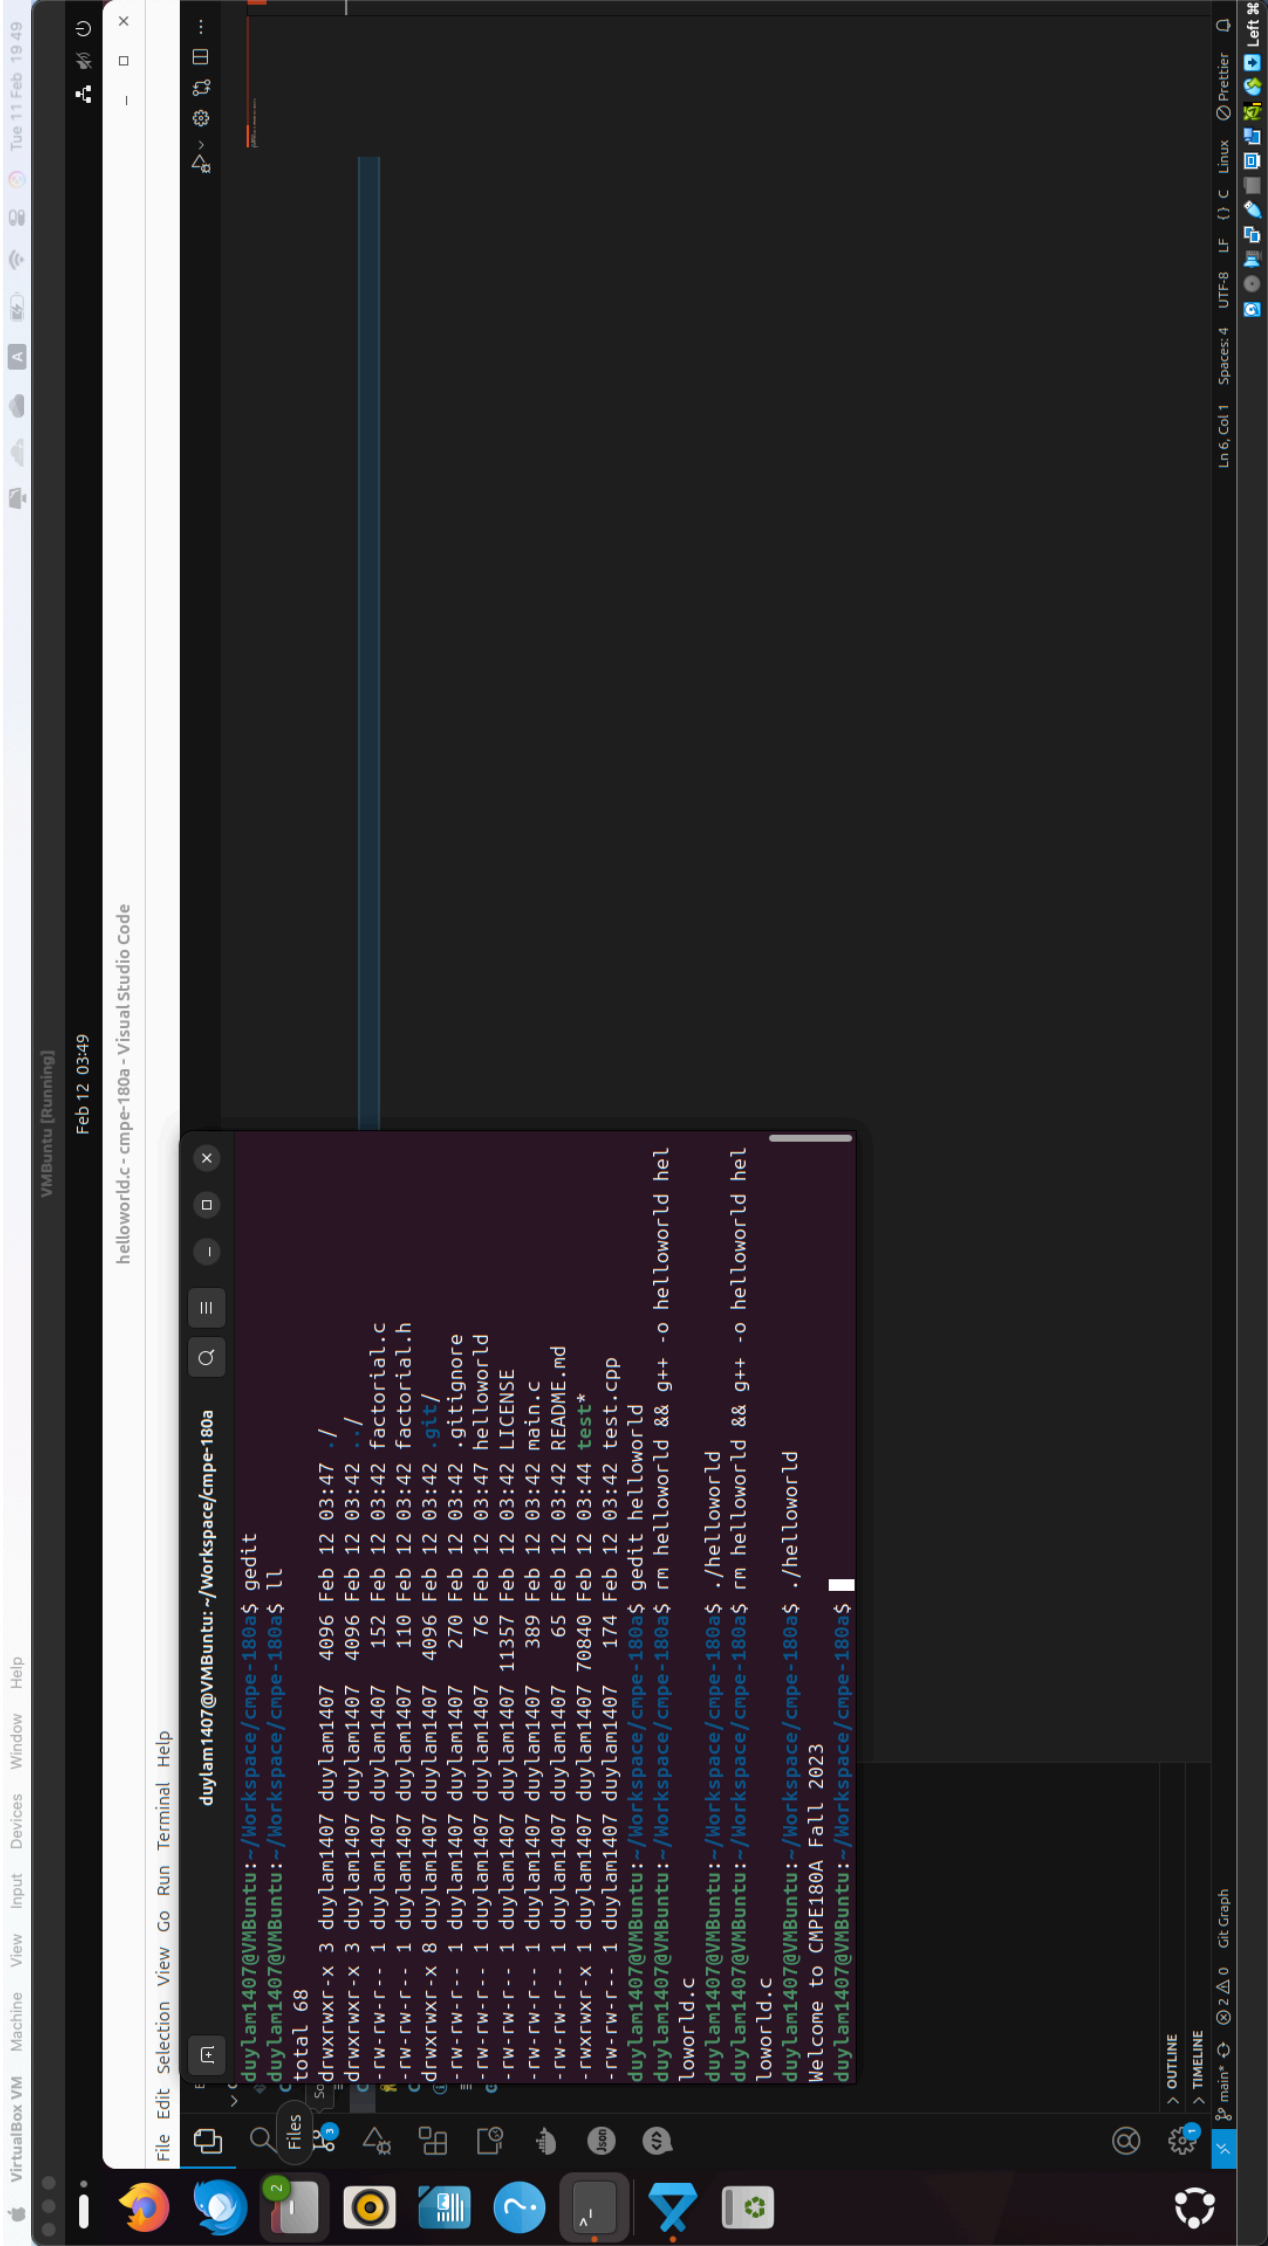 VirtualBox VM Machine View Input Devices Window Help
A
Tue 11 Feb 19 49
VMBuntu [Running]
Feb 12 03:49
helloworld.c - cmpe-180a - Visual Studio Code
File Edit Selection View Go Run Terminal Help
duylam1407@VMBuntu: ~/Workspace/cmpe-180a
duylam1407@VMBuntu:~/Workspace/cmpe-180a$ gedit
duylam1407@VMBuntu:~/Workspace/cmpe-180a$ ll
total 68
drwxrwxr-x 3 duylam1407 duylam1407  4096 Feb 12 03:47 ./
drwxrwxr-x 3 duylam1407 duylam1407  4096 Feb 12 03:42 ../
-rw-rw-r-- 1 duylam1407 duylam1407   152 Feb 12 03:42 factorial.c
-rw-rw-r-- 1 duylam1407 duylam1407   110 Feb 12 03:42 factorial.h
drwxrwxr-x 8 duylam1407 duylam1407  4096 Feb 12 03:42 .git/
-rw-rw-r-- 1 duylam1407 duylam1407   270 Feb 12 03:42 .gitignore
-rw-rw-r-- 1 duylam1407 duylam1407    76 Feb 12 03:47 helloworld
-rw-rw-r-- 1 duylam1407 duylam1407 11357 Feb 12 03:42 LICENSE
-rw-rw-r-- 1 duylam1407 duylam1407   389 Feb 12 03:42 main.c
-rw-rw-r-- 1 duylam1407 duylam1407    65 Feb 12 03:42 README.md
-rwxrwxr-x 1 duylam1407 duylam1407 70840 Feb 12 03:44 test*
-rw-rw-r-- 1 duylam1407 duylam1407   174 Feb 12 03:42 test.cpp
duylam1407@VMBuntu:~/Workspace/cmpe-180a$ gedit helloworld
duylam1407@VMBuntu:~/Workspace/cmpe-180a$ rm helloworld && g++ -o helloworld hel
loworld.c
duylam1407@VMBuntu:~/Workspace/cmpe-180a$ ./helloworld
duylam1407@VMBuntu:~/Workspace/cmpe-180a$ rm helloworld && g++ -o helloworld hel
loworld.c
duylam1407@VMBuntu:~/Workspace/cmpe-180a$ ./helloworld
Welcome to CMPE180A Fall 2023
duylam1407@VMBuntu:~/Workspace/cmpe-180a$
2
Files
3
Json
1
OUTLINE
TIMELINE
main* 2 0 Git Graph
Ln 6, Col 1 Spaces: 4 UTF-8 LF {} C Linux Prettier
Left ⌘